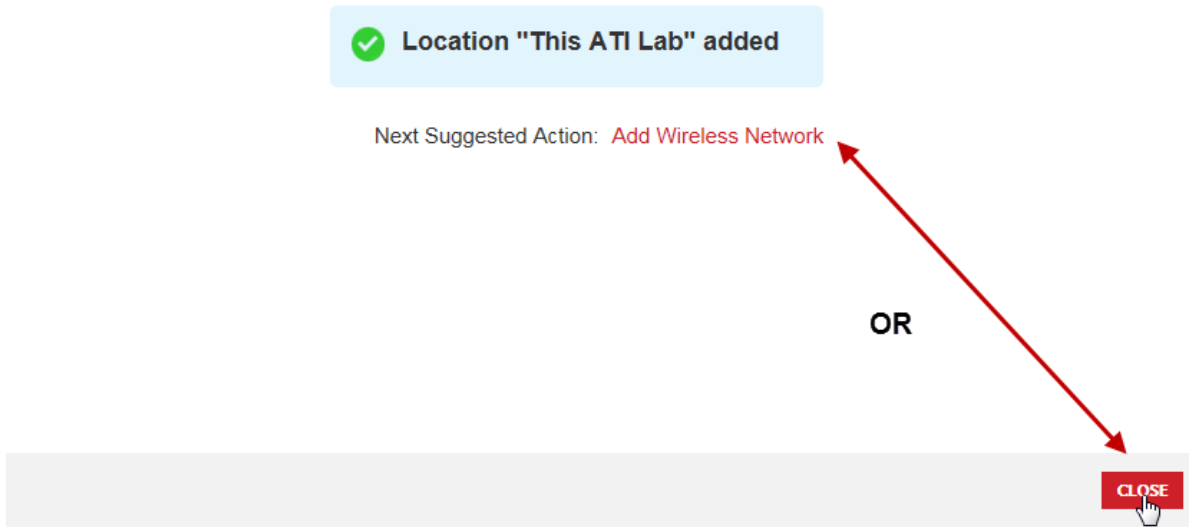 Location "This ATI Lab" added
Next Suggested Action: Add Wireless Network
OR
CLOSE